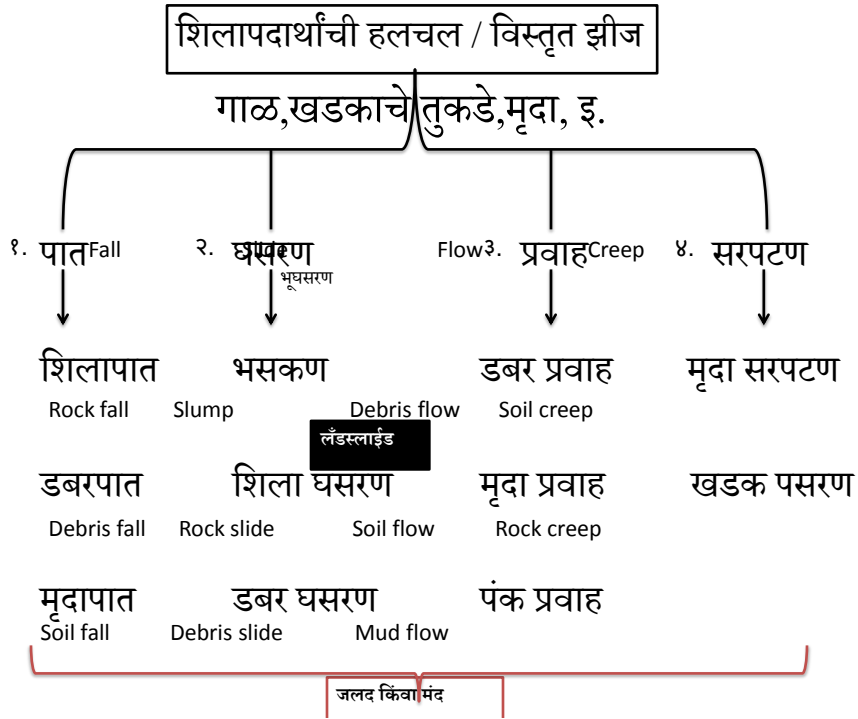 शिलापदार्थांची हलचल / विस्तृत झीज
गाळ,खडकाचे तुकडे,मृदा, इ.
१. पात Fall २. घसरण Slide Flow ३. प्रवाह Creep ४. सरपटण
भूघसरण
शिलापात भसकण डबर प्रवाह मृदा सरपटण
Rock fall Slump Debris flow Soil creep
लँडस्लाईड
डबरपात शिला घसरण मृदा प्रवाह खडक पसरण
Debris fall Rock slide Soil flow Rock creep
मृदापात डबर घसरण पंक प्रवाह
Soil fall Debris slide Mud flow
जलद किंवा मंद